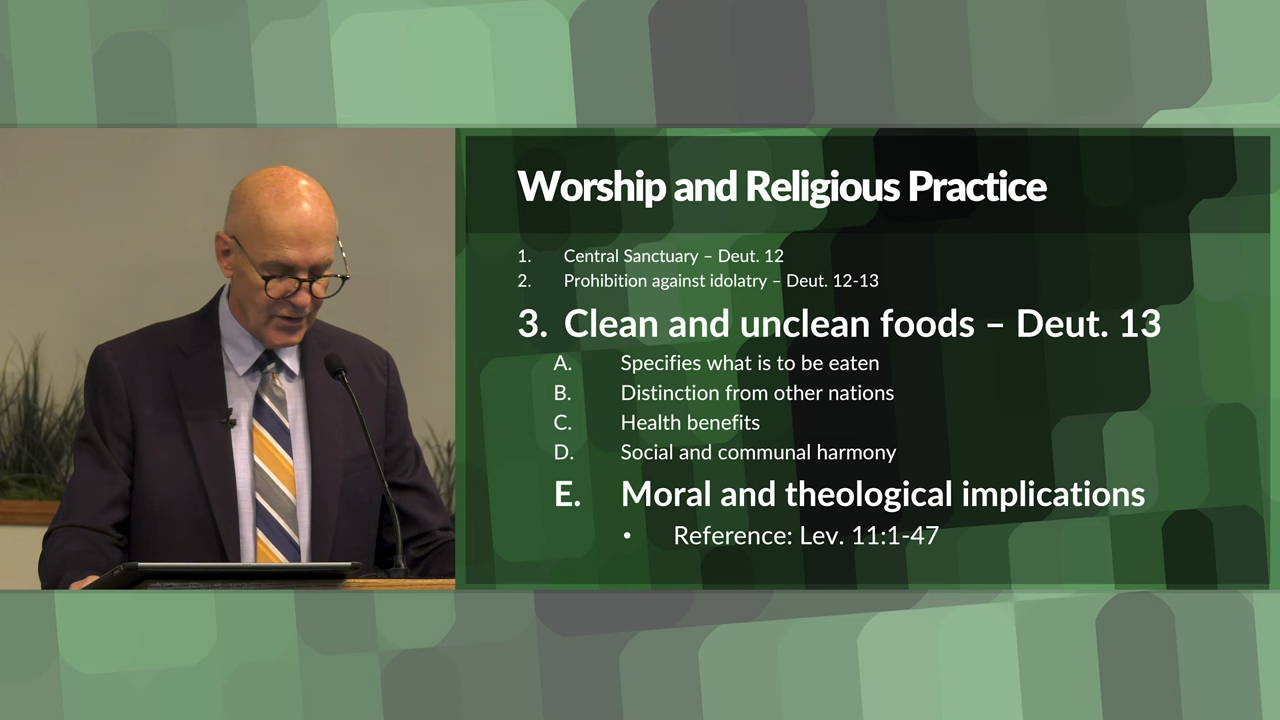 Worship and Religious Practice
1. Central Sanctuary – Deut. 12
2. Prohibition against idolatry – Deut. 12-13
3. Clean and unclean foods – Deut. 13
A. Specifies what is to be eaten
B. Distinction from other nations
C. Health benefits
D. Social and communal harmony
E. Moral and theological implications
• Reference: Lev. 11:1-47